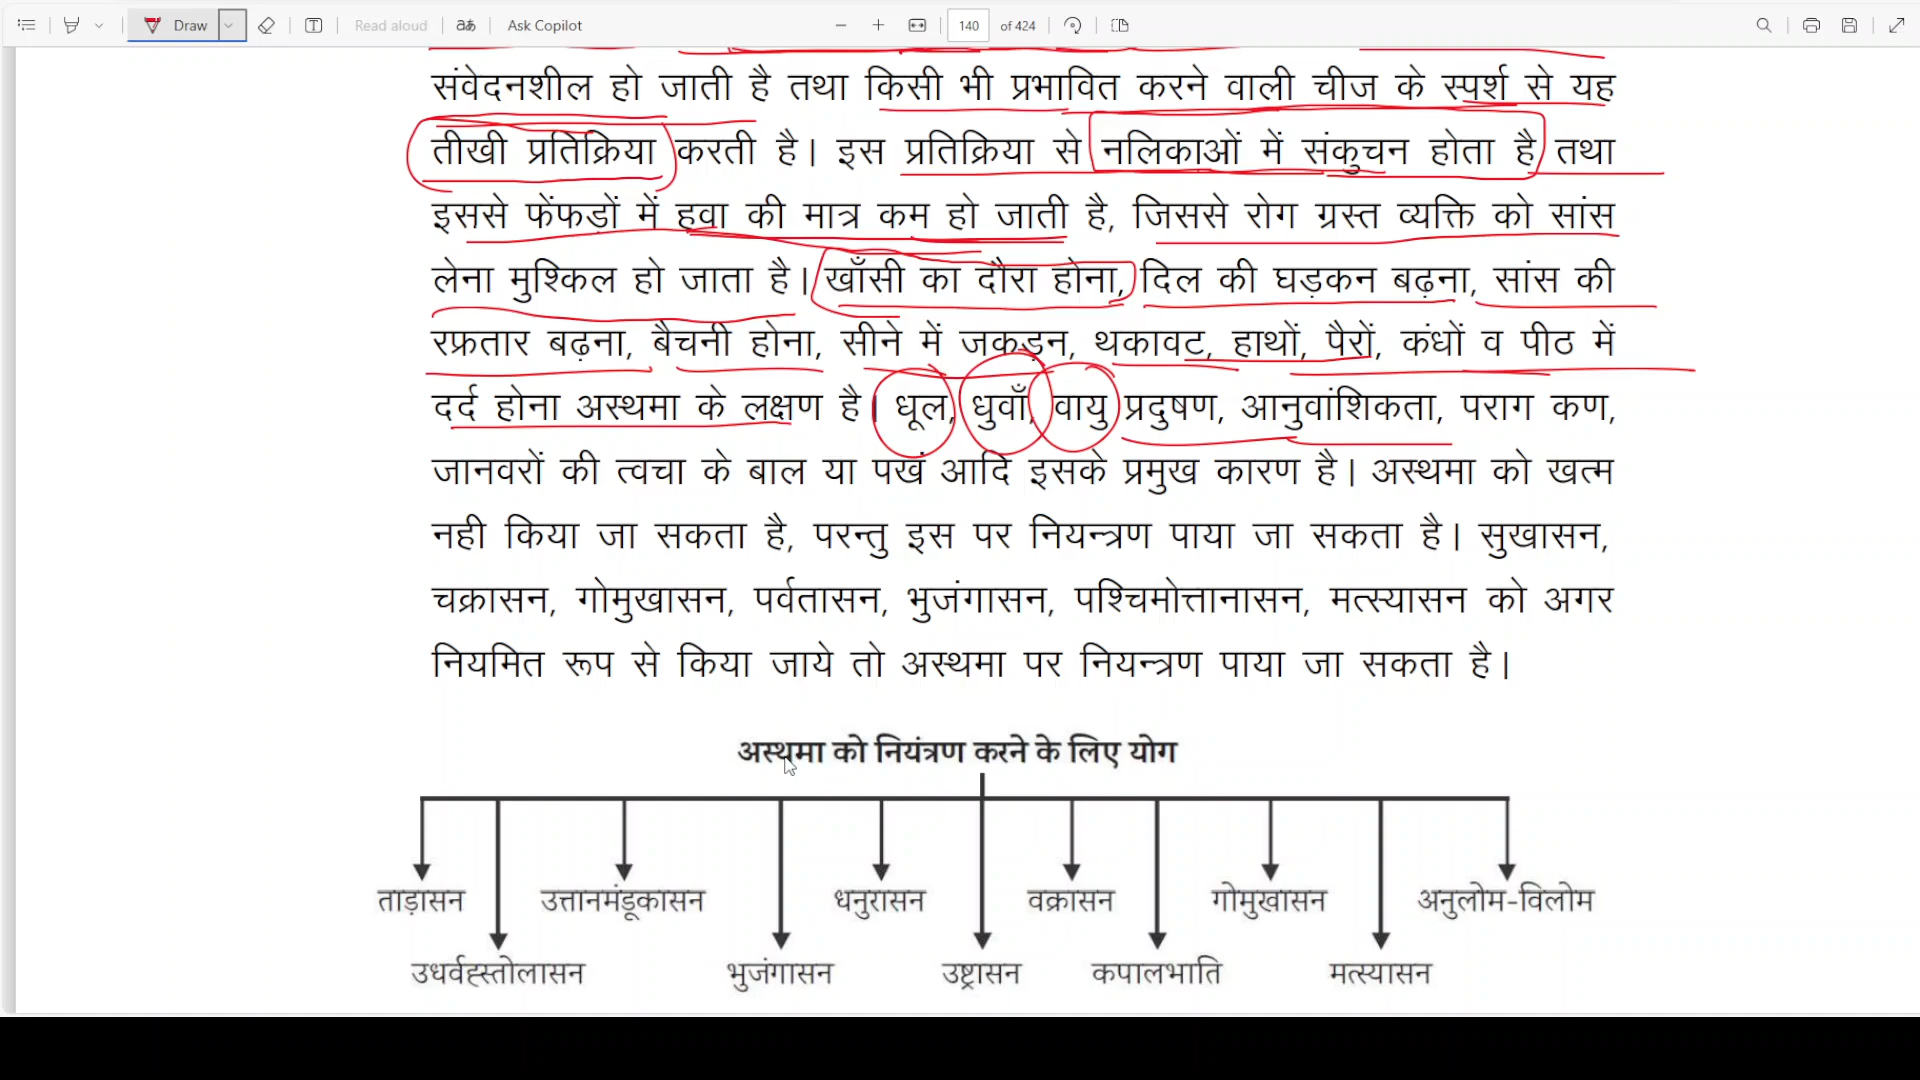 Draw
Read aloud
aあ
Ask Copilot
140 of 424
संवेदनशील हो जाती है तथा किसी भी प्रभावित करने वाली चीज के स्पर्श से यह
तीखी प्रतिक्रिया करती है। इस प्रतिक्रिया से नलिकाओं में संकुचन होता है तथा
इससे फेंफड़ों में हवा की मात्र कम हो जाती है, जिससे रोग ग्रस्त व्यक्ति को सांस
लेना मुश्किल हो जाता है। खाँसी का दौरा होना, दिल की घड़कन बढ़ना, सांस की
रफ्रतार बढ़ना, बैचनी होना, सीने में जकड़न, थकावट, हाथों, पैरों, कंधों व पीठ में
दर्द होना अस्थमा के लक्षण है। धूल, धुवाँ, वायु प्रदुषण, आनुवांशिकता, पराग कण,
जानवरों की त्वचा के बाल या पखं आदि इसके प्रमुख कारण है। अस्थमा को खत्म
नही किया जा सकता है, परन्तु इस पर नियन्त्रण पाया जा सकता है। सुखासन,
चक्रासन, गोमुखासन, पर्वतासन, भुजंगासन, पश्चिमोत्तानासन, मत्स्यासन को अगर
नियमित रूप से किया जाये तो अस्थमा पर नियन्त्रण पाया जा सकता है।
अस्थमा को नियंत्रण करने के लिए योग
ताड़ासन उत्तानमंडूकासन धनुरासन वक्रासन गोमुखासन अनुलोम-विलोम
उधर्वह्स्तोलासन भुजंगासन उष्ट्रासन कपालभाति मत्स्यासन